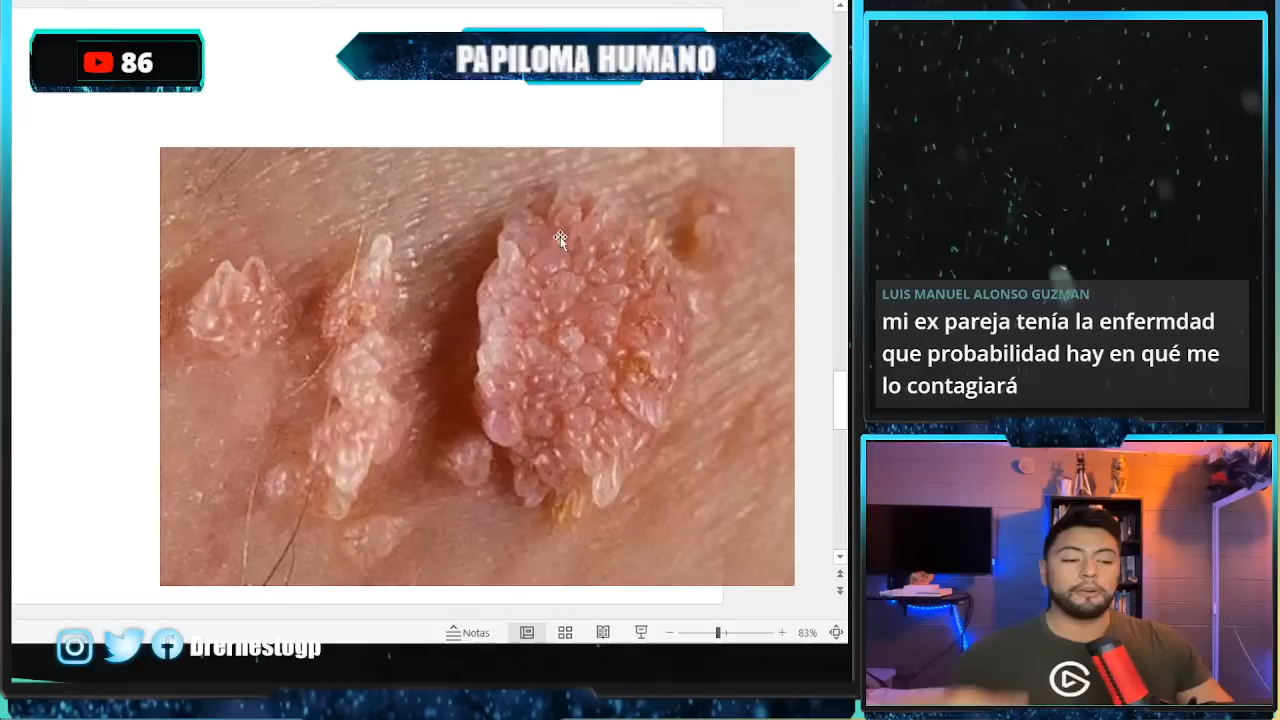 86
PAPILOMA HUMANO
LUIS MANUEL ALONSO GUZMAN
mi ex pareja tenía la enfermdad
que probabilidad hay en qué me
lo contagiará
Notas
83%
Drernestogp